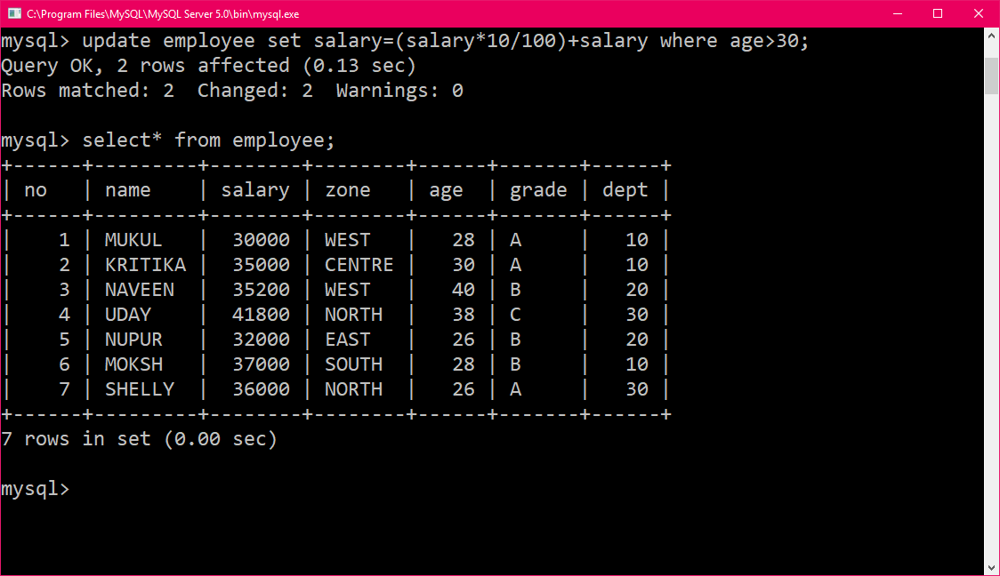 C:\Program Files\MySQL\MySQL Server 5.0\bin\mysql.exe
mysql> update employee set salary=(salary*10/100)+salary where age>30;
Query OK, 2 rows affected (0.13 sec)
Rows matched: 2  Changed: 2  Warnings: 0

mysql> select* from employee;
+------+---------+--------+--------+------+-------+------+
| no   | name    | salary | zone   | age  | grade | dept |
+------+---------+--------+--------+------+-------+------+
|    1 | MUKUL   |  30000 | WEST   |   28 | A     |   10 |
|    2 | KRITIKA |  35000 | CENTRE |   30 | A     |   10 |
|    3 | NAVEEN  |  35200 | WEST   |   40 | B     |   20 |
|    4 | UDAY    |  41800 | NORTH  |   38 | C     |   30 |
|    5 | NUPUR   |  32000 | EAST   |   26 | B     |   20 |
|    6 | MOKSH   |  37000 | SOUTH  |   28 | B     |   10 |
|    7 | SHELLY  |  36000 | NORTH  |   26 | A     |   30 |
+------+---------+--------+--------+------+-------+------+
7 rows in set (0.00 sec)

mysql>